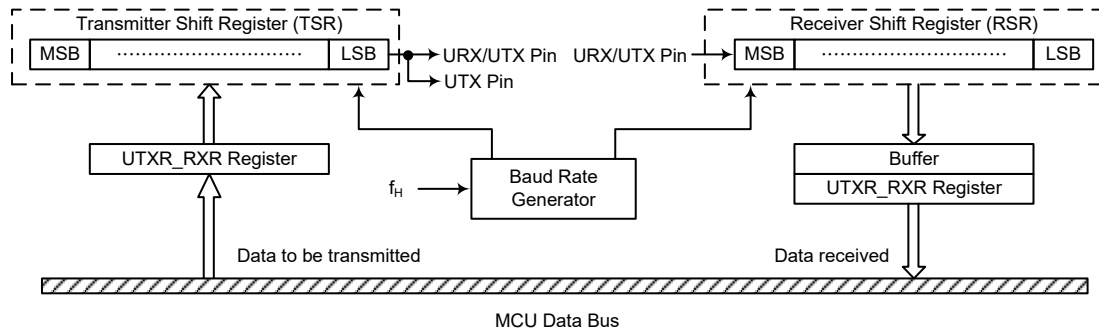 Transmitter Shift Register (TSR)
MSB
LSB
URX/UTX Pin
UTX Pin
UTXR_RXR Register
Data to be transmitted
fH
Baud Rate
Generator
Receiver Shift Register (RSR)
URX/UTX Pin
MSB
LSB
Buffer
UTXR_RXR Register
Data received
MCU Data Bus